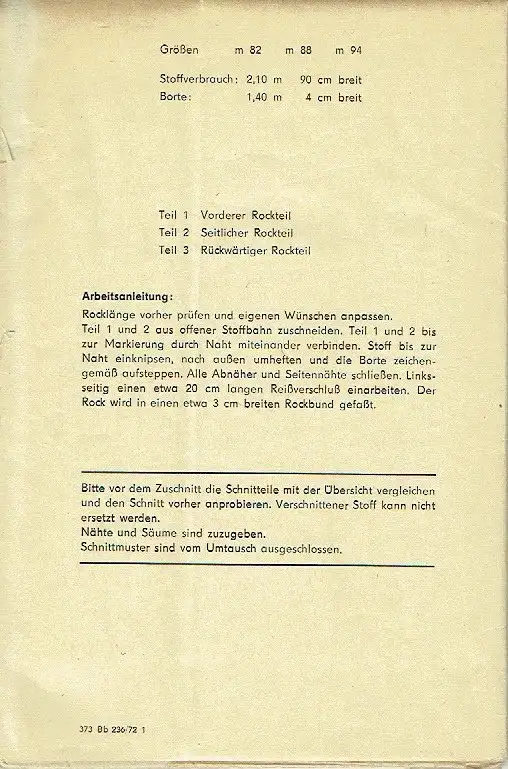 Größen m 82 m 88 m 94
Stoffverbrauch: 2,10 m 90 cm breit
Borte: 1,40 m 4 cm breit
Teil 1 Vorderer Rockteil
Teil 2 Seitlicher Rockteil
Teil 3 Rückwärtiger Rockteil
Arbeitsanleitung:
Rocklänge vorher prüfen und eigenen Wünschen anpassen.
Teil 1 und 2 aus offener Stoffbahn zuschneiden. Teil 1 und 2 bis
zur Markierung durch Naht miteinander verbinden. Stoff bis zur
Naht einknipsen, nach außen umheften und die Borte zeichen-
gemäß aufsteppen. Alle Abnäher und Seitennähte schließen. Links-
seitig einen etwa 20 cm langen Reißverschluß einarbeiten. Der
Rock wird in einen etwa 3 cm breiten Rockbund gefaßt.
Bitte vor dem Zuschnitt die Schnitteile mit der Übersicht vergleichen
und den Schnitt vorher anprobieren. Verschnittener Stoff kann nicht
ersetzt werden.
Nähte und Säume sind zuzugeben.
Schnittmuster sind vom Umtausch ausgeschlossen.
373 Bb 236/72 1